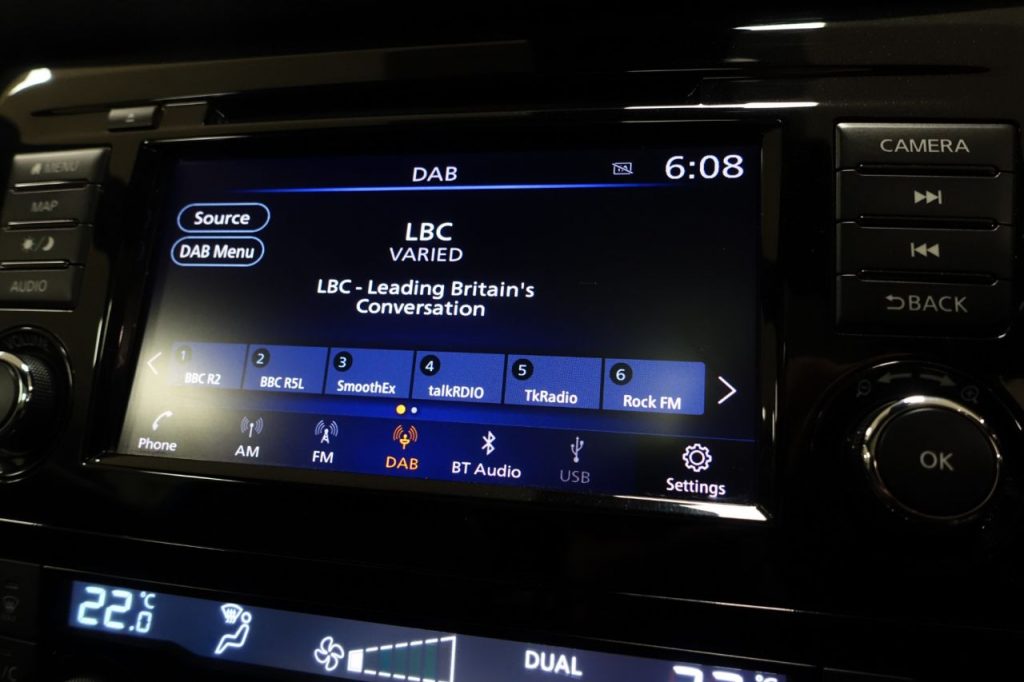 MENU
MAP
AUDIO
VOLUME
DAB
TA
6:08
Source
DAB Menu
LBC
VARIED
LBC - Leading Britain's
Conversation
1
BBC R2
2
BBC R5L
3
SmoothEx
4
talkRDIO
5
TkRadio
6
Rock FM
Phone
AM
FM
DAB
BT Audio
USB
Settings
CAMERA
BACK
OK
22.0 °C
DUAL